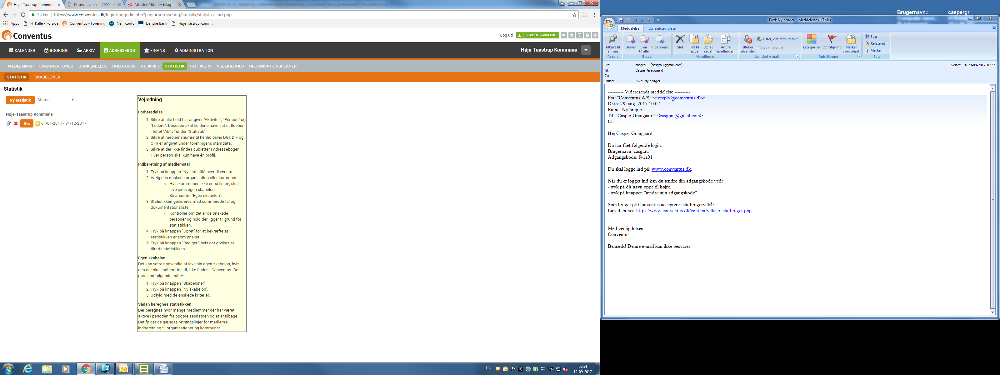 Høje-Taastrup Kommune
Prisme - version 2009 - F
Attester / Konter bilag
Sikker
https://www.conventus.dk/login/loggedin.php?page=adressebog/statistik/statistik/start.php
Apps
HTKalle - Forside
Conventus - Forening
NemKonto
Danske Bank
Høje Tåstrup Kommu
Conventus
Log ud
CASPER GRAUGAARD
KALENDER
BOOKING
ARKIV
ADRESSEBOG
FINANS
ADMINISTRATION
Høje-Taastrup Kommune
MEDLEMMER
ORGANISATIONER
GODKENDELSE
HOLD ARKIV
UDSKRIFT
STATISTIK
PAPIRKURV
VEDLIGEHOLD
ORGANISATIONSPLANER
STATISTIK
SKABELONER
Statistik
Ny statistik
Status:
Høje-Taastrup Kommune
Vis
01-01-2017 - 31-12-2017
Vejledning
Forberedelse
1. Sikre at alle hold har angivet "Aktivitet", "Periode" og
"Ledere". Desuden skal holdene have sat et flueben
i feltet "Aktiv" under "Statistik".
2. Sikre at medlemsnumre til henholdsvis DGI, DIF og
CFR er angivet under foreningens stamdata.
3. Sikre at der ikke findes dubletter i Adressebogen.
Hver person skal kun have én profil.
Indberetning af medlemstal
1. Tryk på knappen "Ny statistik" over til venstre.
2. Vælg den ønskede organisation eller kommune
Hvis kommunen ikke er på listen, skal i
lave jeres egen skabelon.
Se afsnittet "Egen skabelon".
3. Statistikken genereres med summerede tal og
dokumentationsliste.
Kontroller om det er de ønskede
personer og hold der ligger til grund for
statistikken.
4. Tryk på knappen "Opret" for at bekræfte at
statistikken er som ønsket.
5. Tryk på knappen "Rediger", hvis det ønskes at
tilrette statistikken.
Egen skabelon
Det kan være nødvendig at lave sin egen skabelon, hvis
den der skal indberettes til, ikke findes i Conventus. Det
gøres på følgende måde:
1. Tryk på knappen "Skabeloner".
2. Tryk på knappen "Ny skabelon".
3. Udfyld med de ønskede kriterier.
Sådan beregnes statistikken
Der beregnes hvor mange medlemmer der har været
aktive i perioden fra opgørelsesdatoen og et år tilbage.
Det følger de gængse retningslinjer for medlems-
indberetning til organisationer og kommuner.
DA
09:54
12-09-2017
Brugernavn.: caspergr
Fwd: Ny bruger - Meddelelse (HTML)
Meddelelse
dynamictemplate
Tilknyt til
en sag
Acadre
Besvar
Svar
til alle
Videresend
Besvar
Slet
Flyt til
mappe
Opret
regel
Andre
handlinger
Handlinger
Bloker
afsender
Lister, der er tillid til
Ikke uønsket
Uønsket e-mail
Kategoriser
Opfølgning
Marker
som ulæst
Indstillinger
Søg
Relateret
Marker
Søg
Fra: casgrau . [casgrau@gmail.com]
Sendt: ti 29-08-2017 10:22
Til: Casper Graugaard
Cc:
Emne: Fwd: Ny bruger
---------- Videresendt meddelelse ----------
Fra: "Conventus A/S" <noreply@conventus.dk>
Dato: 29. aug. 2017 10.07
Emne: Ny bruger
Til: "Casper Graugaard" <casgrau@gmail.com>
Cc:
Hej Casper Graugaard
Du har fået følgende login:
Brugernavn: casgrau
Adgangskode: f41a01
Du skal logge ind på: www.conventus.dk.
Når du er logget ind kan du ændre din adgangskode ved:
- tryk på dit navn oppe til højre.
- tryk på knappen "ændre min adgangskode".
Som bruger på Conventus accepteres slutbrugervilkår.
Læs dem her: https://www.conventus.dk/content/vilkaar_slutbruger.php
Med venlig hilsen
Conventus
Bemærk! Denne e-mail kan ikke besvares.